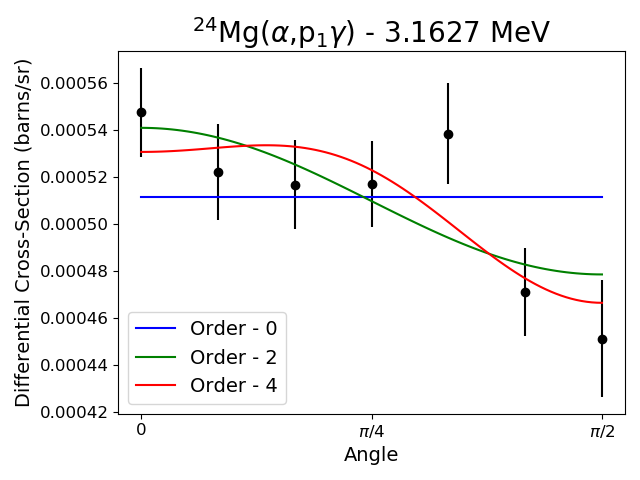 ²⁴Mg(α,p₁γ) - 3.1627 MeV
Differential Cross-Section (barns/sr)
0.00056
0.00054
0.00052
0.00050
0.00048
0.00046
0.00044
0.00042
Order - 0
Order - 2
Order - 4
0 π/4 π/2
Angle